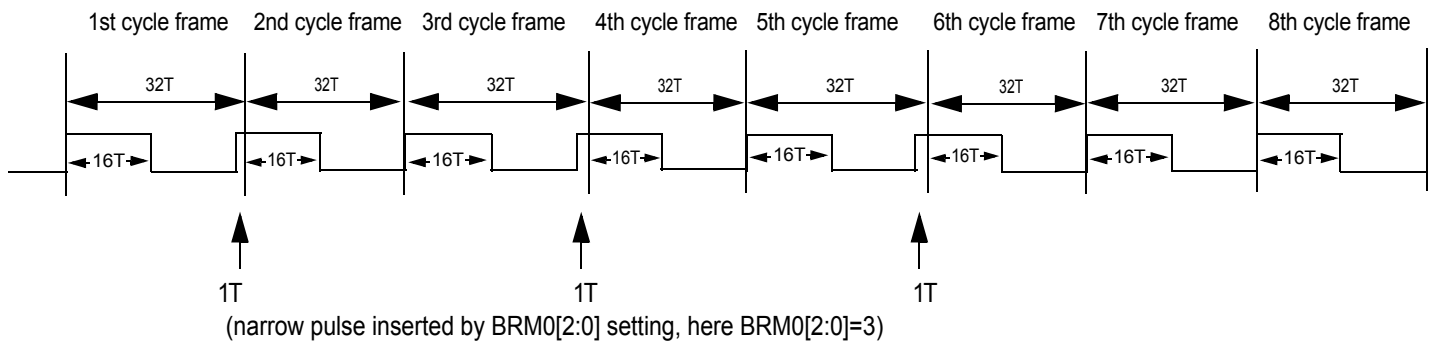 1st cycle frame 2nd cycle frame 3rd cycle frame 4th cycle frame 5th cycle frame 6th cycle frame 7th cycle frame 8th cycle frame
32T 32T 32T 32T 32T 32T 32T 32T
16T 16T 16T 16T 16T 16T 16T 16T
1T 1T 1T
(narrow pulse inserted by BRM0[2:0] setting, here BRM0[2:0]=3)